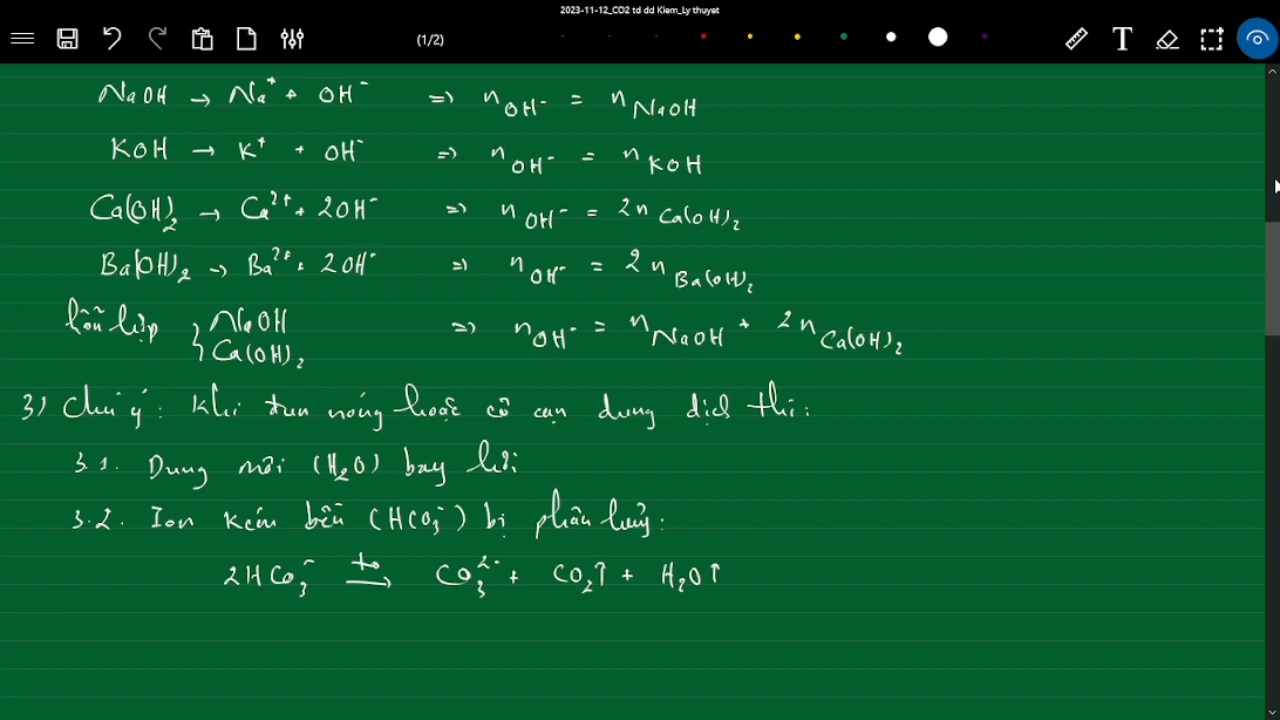 2023-11-12_CO2 td dd Kiem_Ly thuyet
(1/2)
T
NaOH → Na⁺ + OH⁻ ⇒ n_OH⁻ = n_NaOH
KOH → K⁺ + OH⁻ ⇒ n_OH⁻ = n_KOH
Ca(OH)₂ → Ca²⁺ + 2OH⁻ ⇒ n_OH⁻ = 2n_Ca(OH)₂
Ba(OH)₂ → Ba²⁺ + 2OH⁻ ⇒ n_OH⁻ = 2n_Ba(OH)₂
hỗn hợp { NaOH ⇒ n_OH⁻ = n_NaOH + 2n_Ca(OH)₂
Ca(OH)₂
3) Chú ý: Khi đun nóng hoặc cô cạn dung dịch thì:
3.1. Dung môi (H₂O) bay hơi
3.2. Ion kém bền (HCO₃⁻) bị phân hủy:
2HCO₃⁻ →(t°) CO₃²⁻ + CO₂↑ + H₂O↑